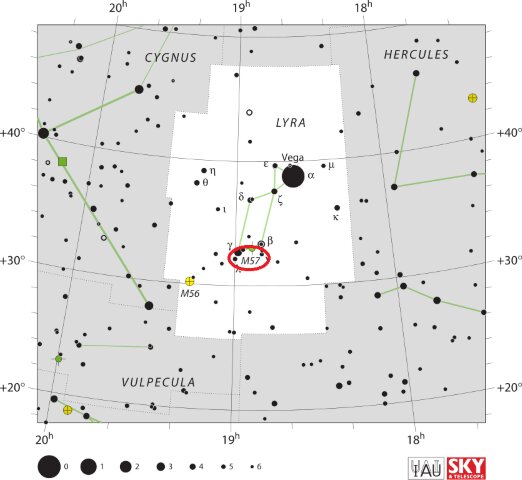 20h 19h 18h
CYGNUS
HERCULES
+40° +40°
LYRA
Vega
ε μ
η α
θ
ζ
δ
ι
κ
γ β
+30° M57 +30°
λ
M56
VULPECULA
+20° +20°
20h 19h 18h
0 1 2 3 4 5 6
IAU SKY
& TELESCOPE